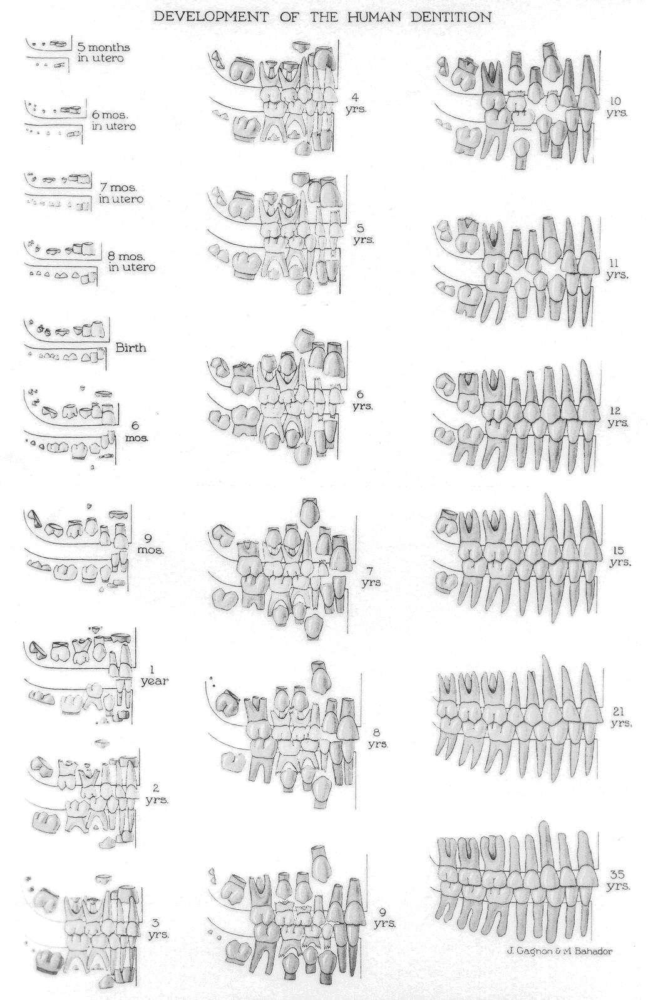 DEVELOPMENT OF THE HUMAN DENTITION
5 months
in utero
6 mos.
in utero
7 mos.
in utero
8 mos.
in utero
Birth
6
mos.
9
mos.
1
year
2
yrs.
3
yrs.
4
yrs.
5
yrs.
6
yrs.
7
yrs
8
yrs.
9
yrs.
10
yrs.
11
yrs.
12
yrs.
15
yrs.
21
yrs.
35
yrs.
J. Gagnon & M Bahador